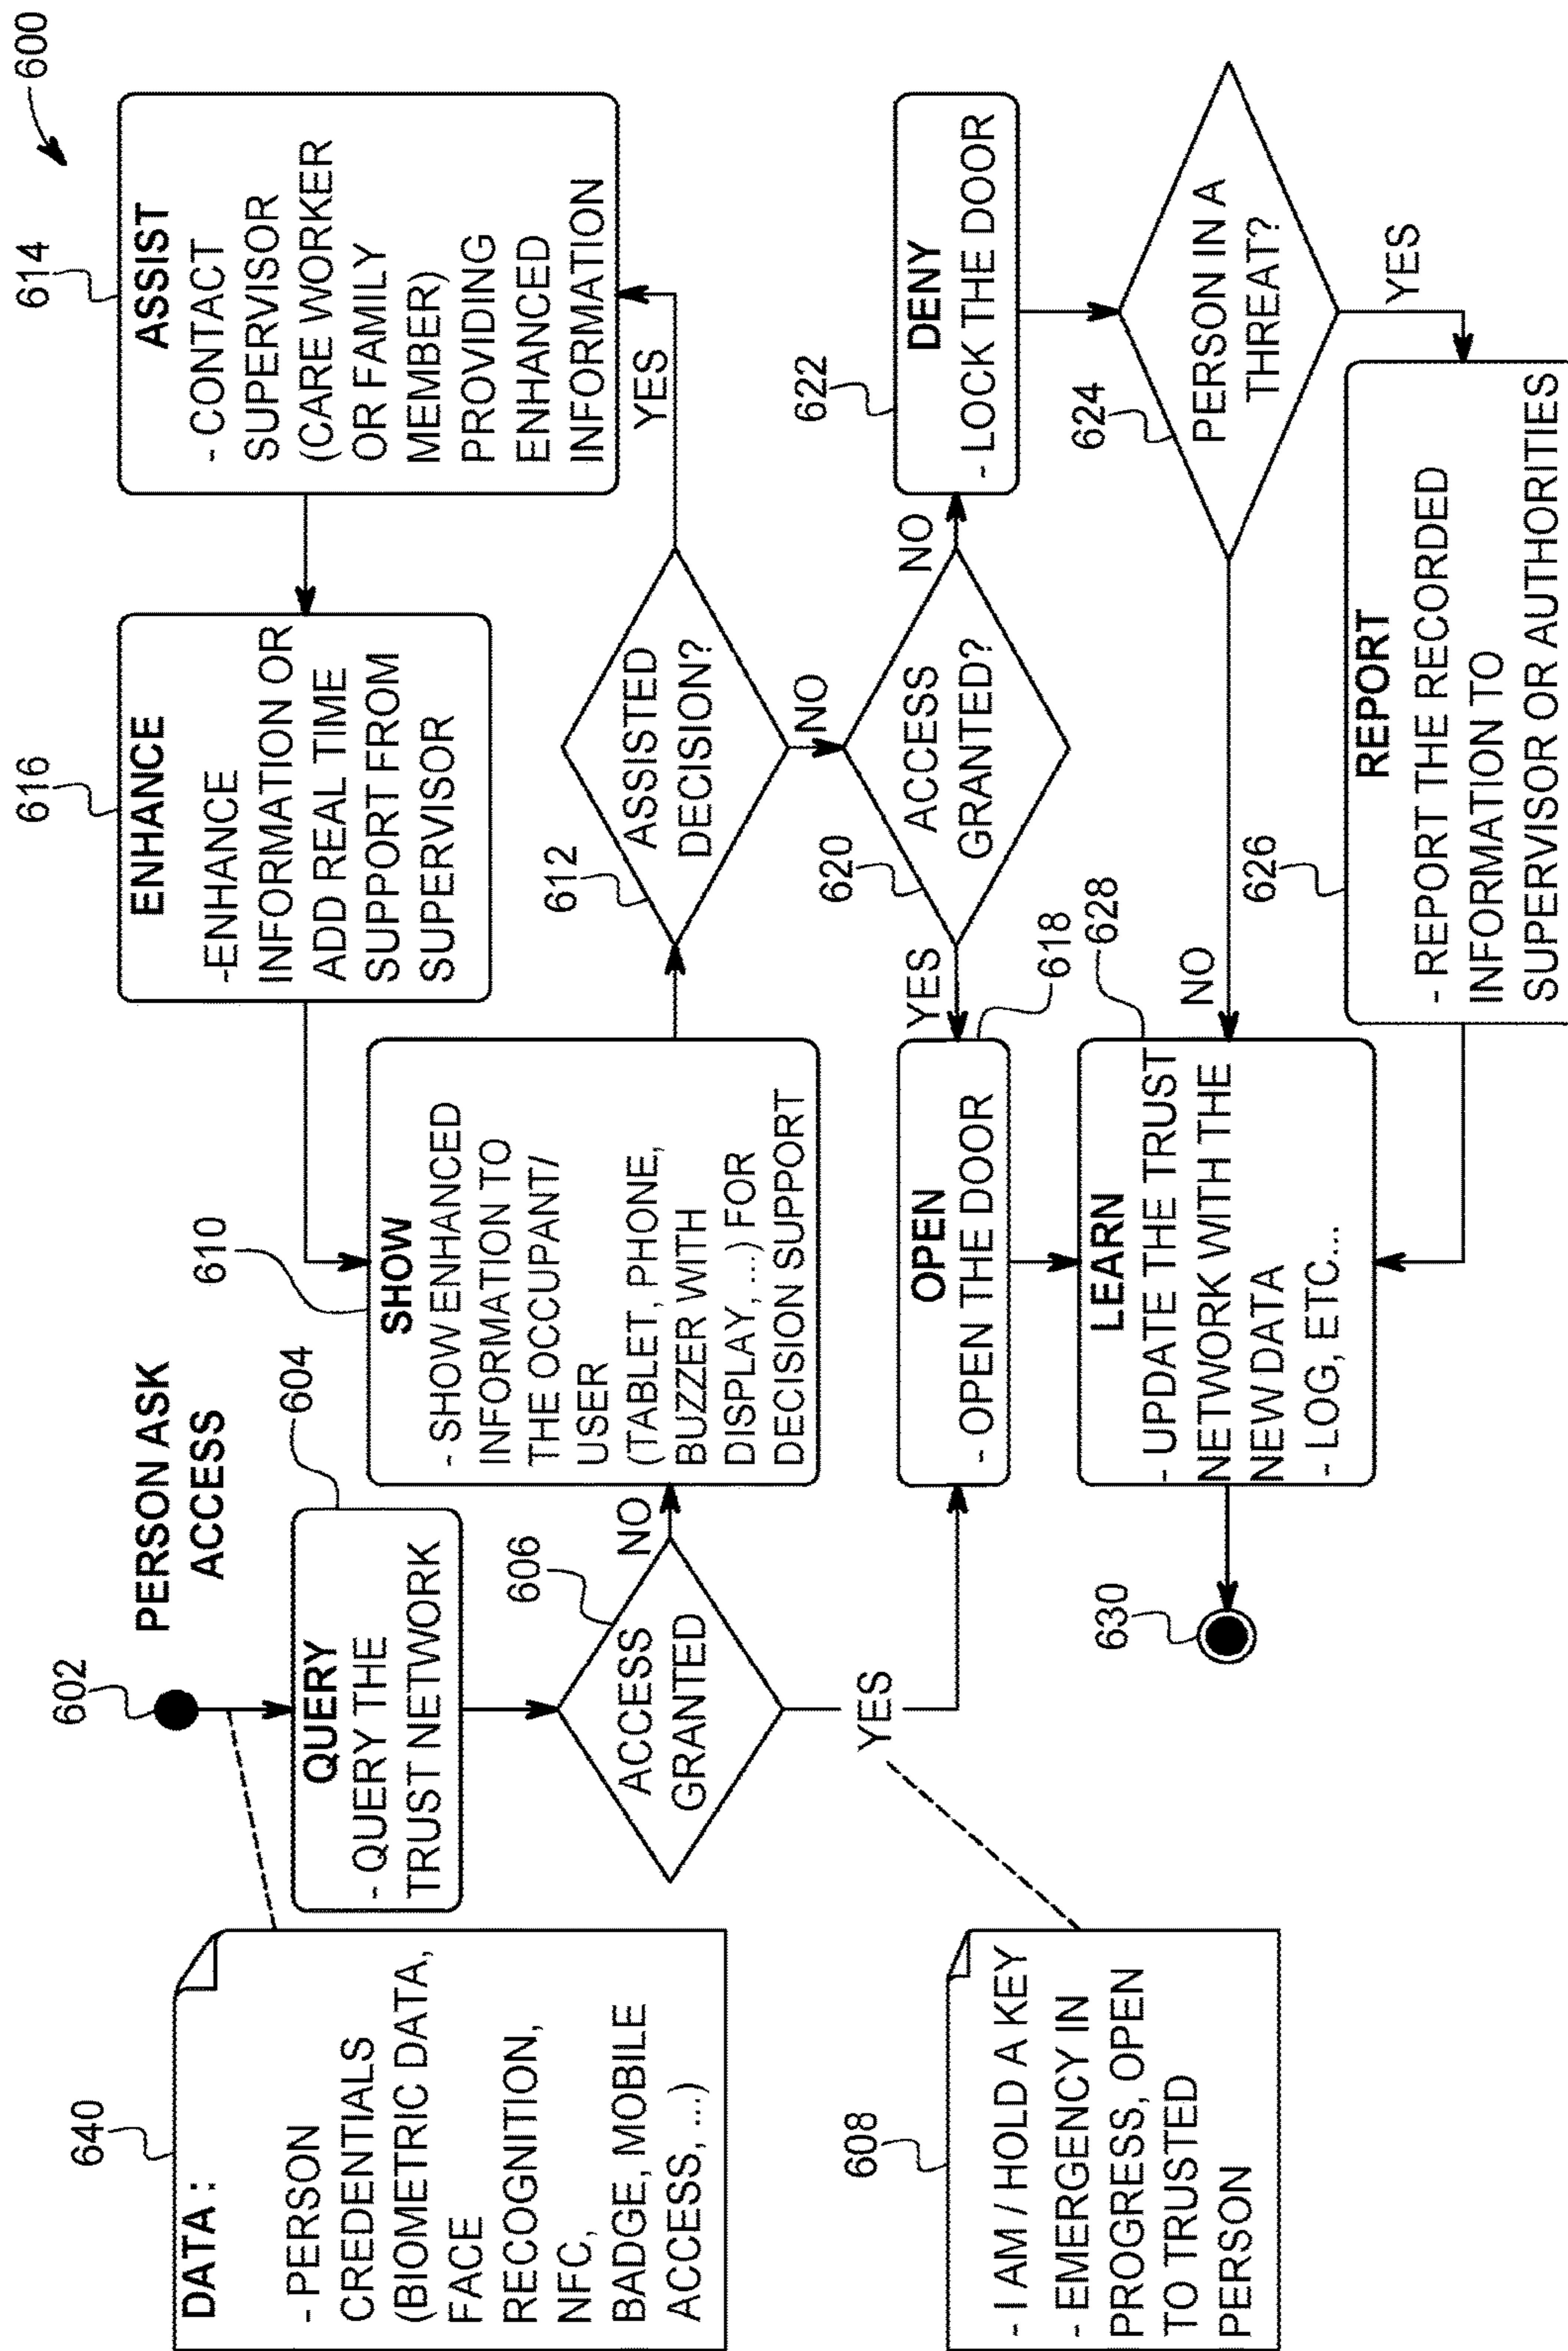 600
602
PERSON ASK
ACCESS
640
DATA :
- PERSON
CREDENTIALS
(BIOMETRIC DATA,
FACE
RECOGNITION,
NFC,
BADGE, MOBILE
ACCESS, ...)
604
QUERY
- QUERY THE
TRUST NETWORK
606
ACCESS
GRANTED
NO
YES
608
- I AM / HOLD A KEY
- EMERGENCY IN
PROGRESS, OPEN
TO TRUSTED
PERSON
610
SHOW
- SHOW ENHANCED
INFORMATION TO
THE OCCUPANT/
USER
(TABLET, PHONE,
BUZZER WITH
DISPLAY, ...) FOR
DECISION SUPPORT
612
ASSISTED
DECISION?
YES
NO
614
ASSIST
- CONTACT
SUPERVISOR
(CARE WORKER
OR FAMILY
MEMBER)
PROVIDING
ENHANCED
INFORMATION
616
ENHANCE
-ENHANCE
INFORMATION OR
ADD REAL TIME
SUPPORT FROM
SUPERVISOR
620
ACCESS
GRANTED?
YES
NO
618
OPEN
- OPEN THE DOOR
622
DENY
- LOCK THE DOOR
624
PERSON IN A
THREAT?
NO
YES
626
REPORT
- REPORT THE RECORDED
INFORMATION TO
SUPERVISOR OR AUTHORITIES
628
LEARN
- UPDATE THE TRUST
NETWORK WITH THE
NEW DATA
- LOG, ETC...
630